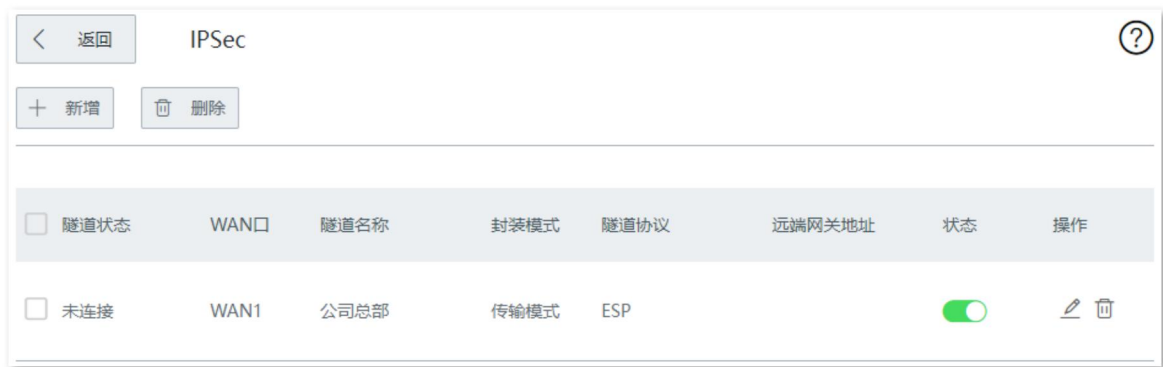 返回 IPSec ?
新增 删除
隧道状态 WAN口 隧道名称 封装模式 隧道协议 远端网关地址 状态 操作
未连接 WAN1 公司总部 传输模式 ESP